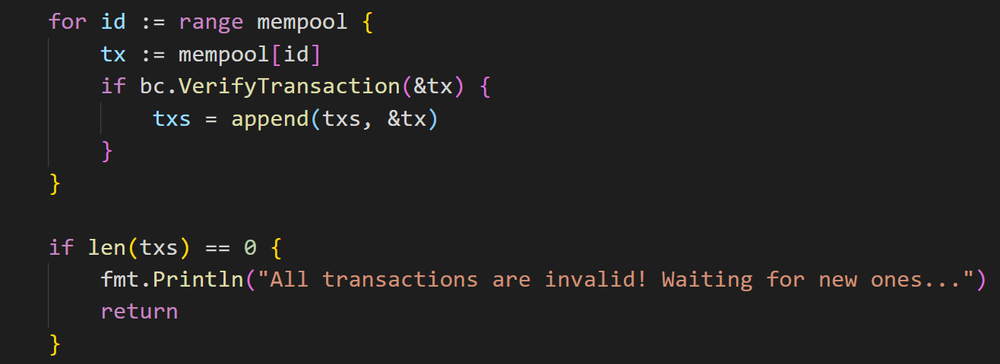 for id := range mempool {
    tx := mempool[id]
    if bc.VerifyTransaction(&tx) {
        txs = append(txs, &tx)
    }
}

if len(txs) == 0 {
    fmt.Println("All transactions are invalid! Waiting for new ones...")
    return
}